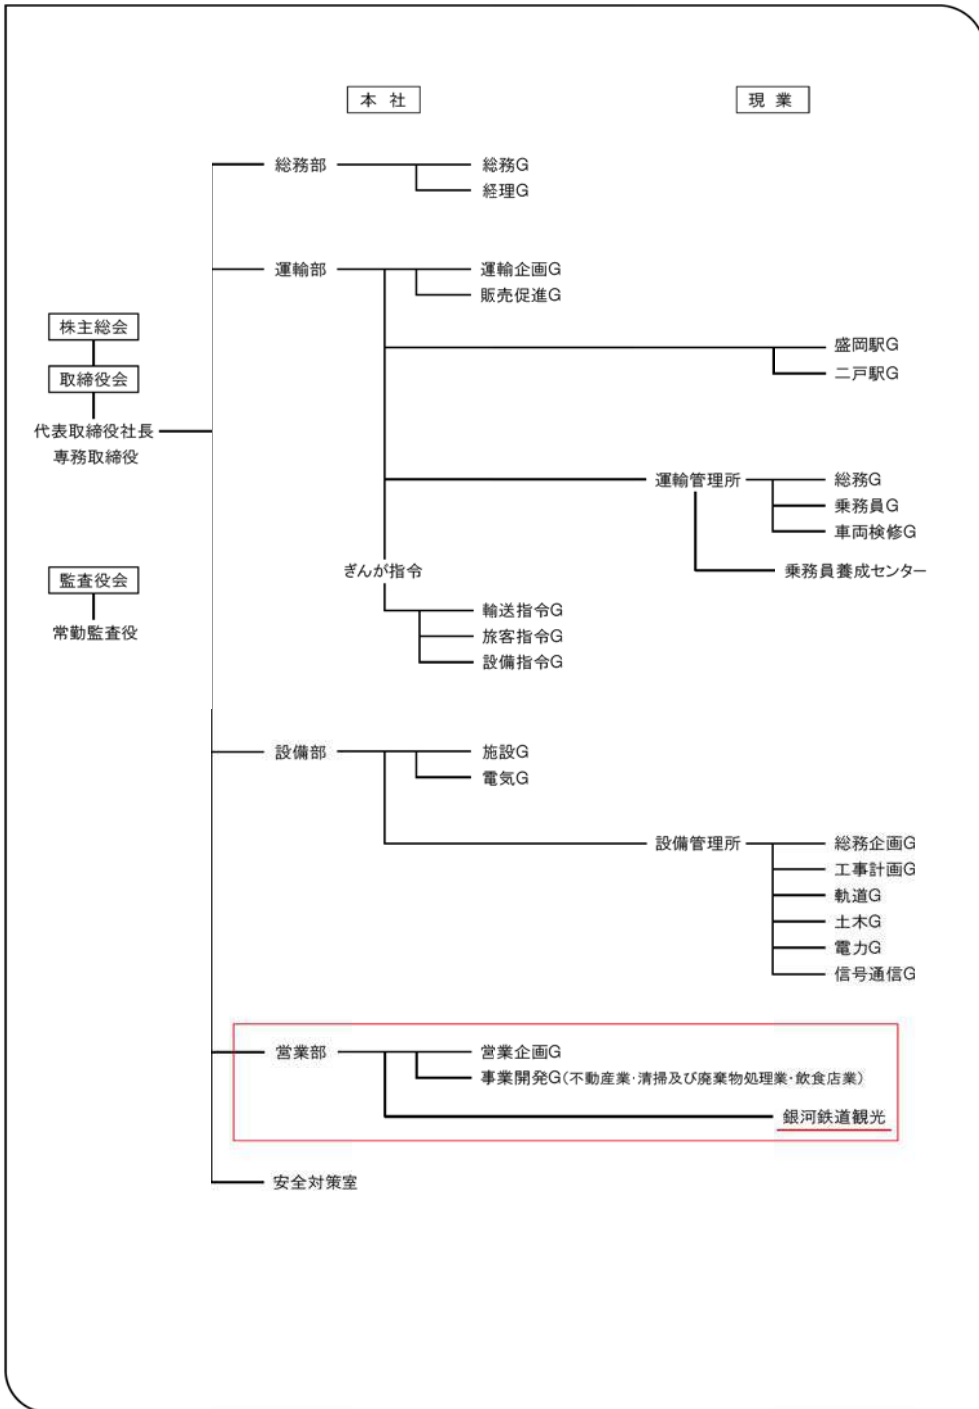 本 社
現 業
総務部
総務G
経理G
運輸部
運輸企画G
販売促進G
株主総会
盛岡駅G
二戸駅G
取締役会
代表取締役社長
専務取締役
運輸管理所
総務G
乗務員G
車両検修G
乗務員養成センター
ぎんが指令
監査役会
常勤監査役
輸送指令G
旅客指令G
設備指令G
設備部
施設G
電気G
設備管理所
総務企画G
工事計画G
軌道G
土木G
電力G
信号通信G
営業部
営業企画G
事業開発G(不動産業・清掃及び廃棄物処理業・飲食店業)
銀河鉄道観光
安全対策室